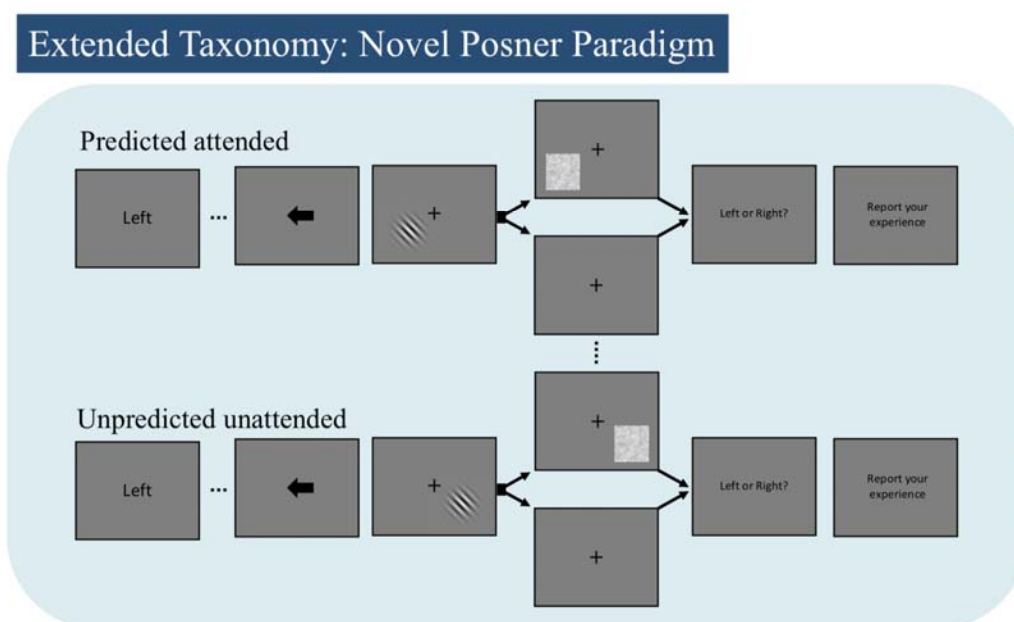 Extended Taxonomy: Novel Posner Paradigm
Predicted attended
Left
...
Left or Right?
Report your
experience
Unpredicted unattended
Left
...
Left or Right?
Report your
experience